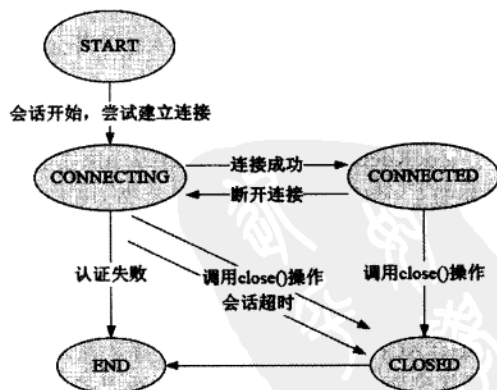 START
会话开始，尝试建立连接
CONNECTING
连接成功
断开连接
CONNECTED
认证失败
调用close()操作
会话超时
调用close()操作
END
CLOSED